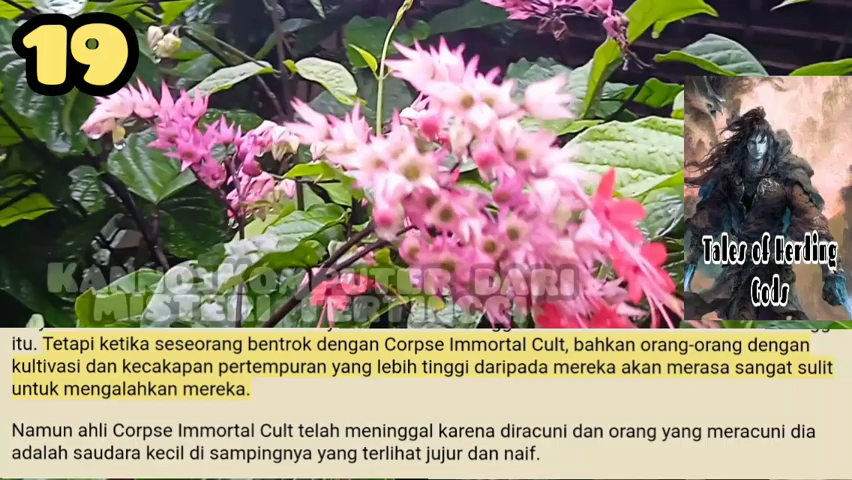 19
Tales of Herding
Gods
itu. Tetapi ketika seseorang bentrok dengan Corpse Immortal Cult, bahkan orang-orang dengan
kultivasi dan kecakapan pertempuran yang lebih tinggi daripada mereka akan merasa sangat sulit
untuk mengalahkan mereka.
Namun ahli Corpse Immortal Cult telah meninggal karena diracuni dan orang yang meracuni dia
adalah saudara kecil di sampingnya yang terlihat jujur dan naif.